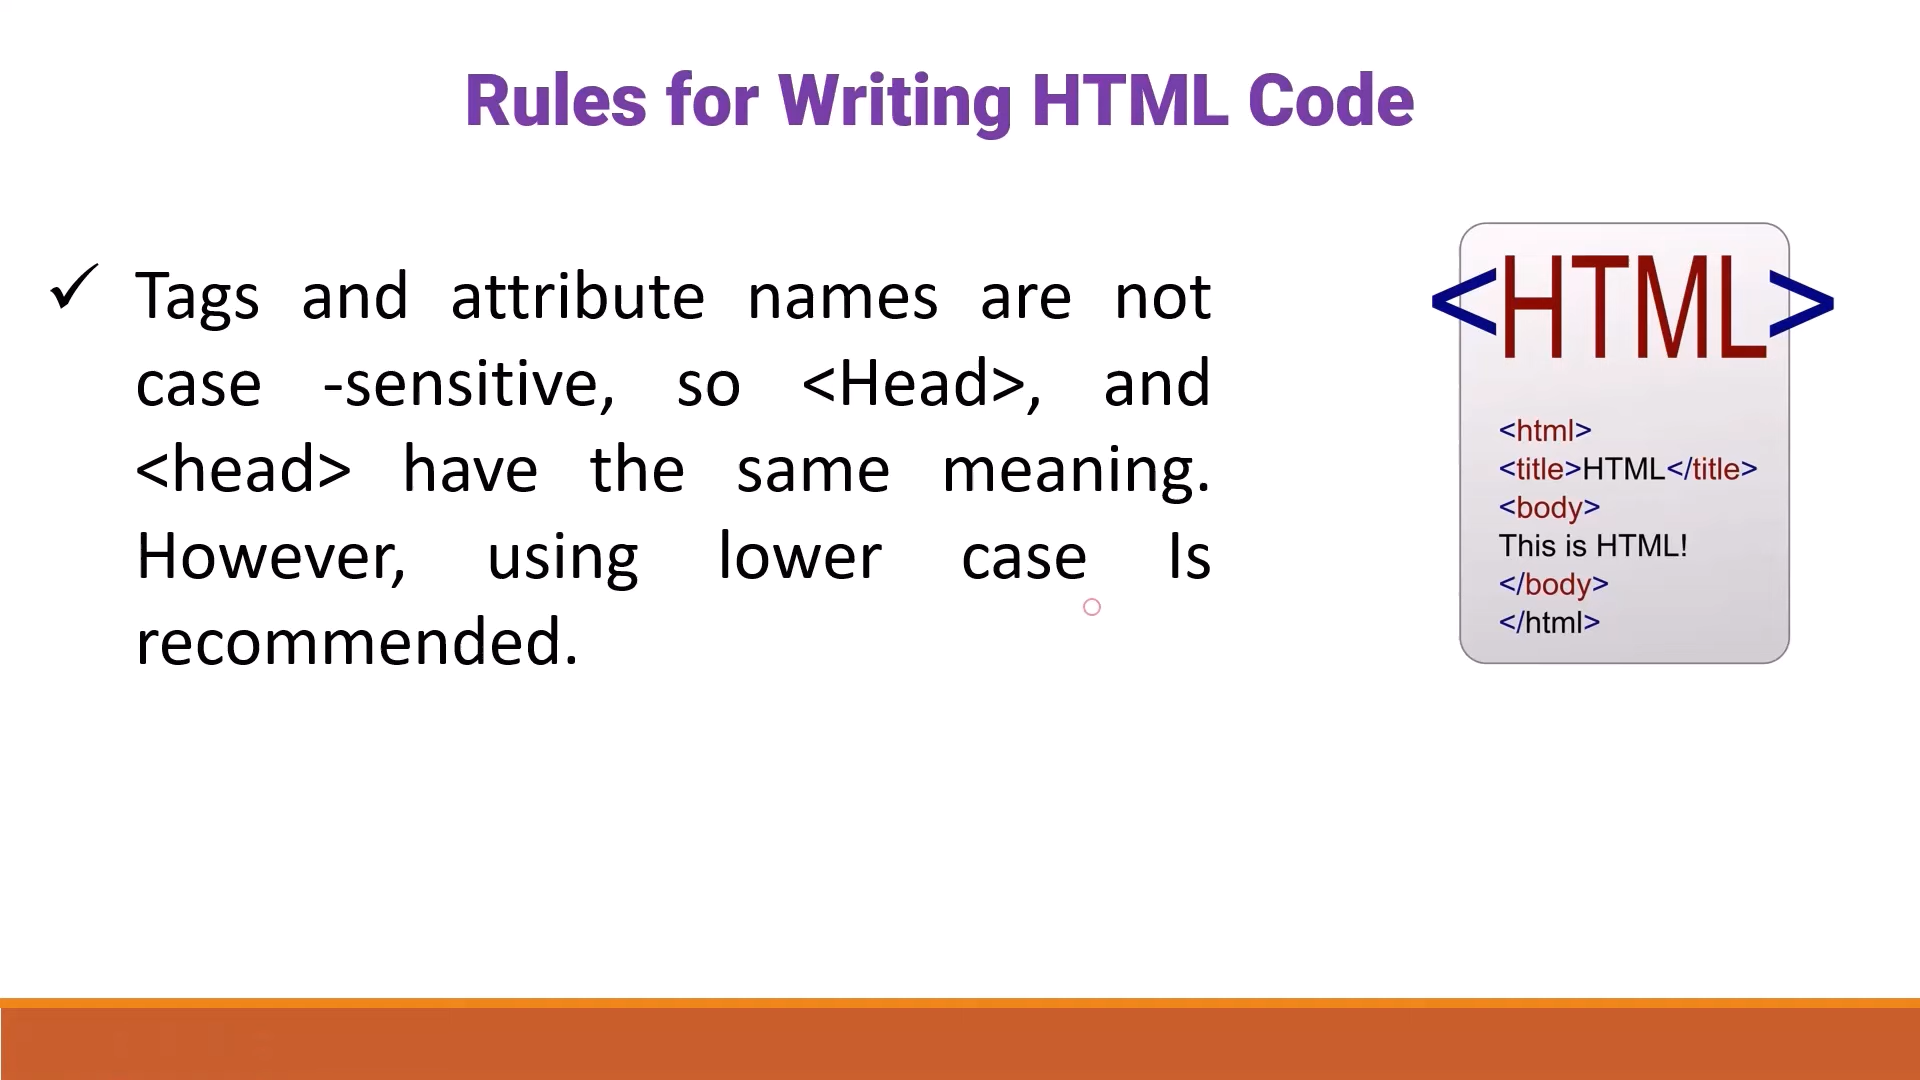 Rules for Writing HTML Code
✓ Tags and attribute names are not
case -sensitive, so <Head>, and
<head> have the same meaning.
However, using lower case Is
recommended.
<HTML>
<html>
<title>HTML</title>
<body>
This is HTML!
</body>
</html>